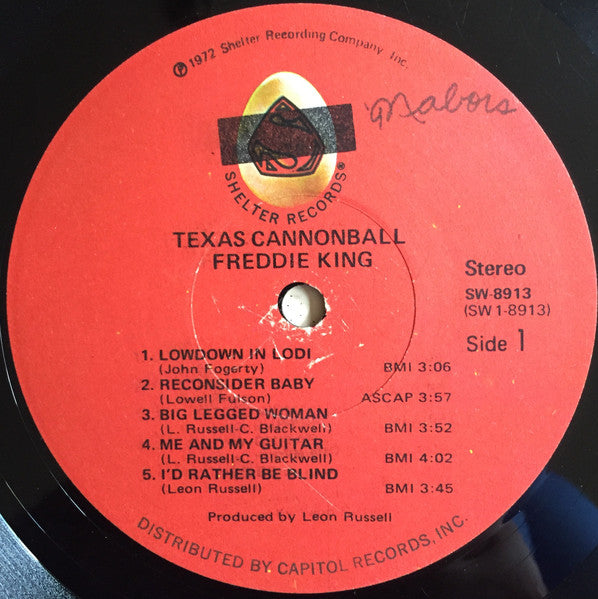 ℗ 1972 Shelter Recording Company Inc.
Nabors
SHELTER RECORDS®
TEXAS CANNONBALL
FREDDIE KING
Stereo
SW-8913
(SW 1-8913)
Side 1
1. LOWDOWN IN LODI
(John Fogerty) BMI 3:06
2. RECONSIDER BABY
(Lowell Fulson) ASCAP 3:57
3. BIG LEGGED WOMAN
(L. Russell-C. Blackwell) BMI 3:52
4. ME AND MY GUITAR
(L. Russell-C. Blackwell) BMI 4:02
5. I'D RATHER BE BLIND
(Leon Russell) BMI 3:45
Produced by Leon Russell
DISTRIBUTED BY CAPITOL RECORDS, INC.